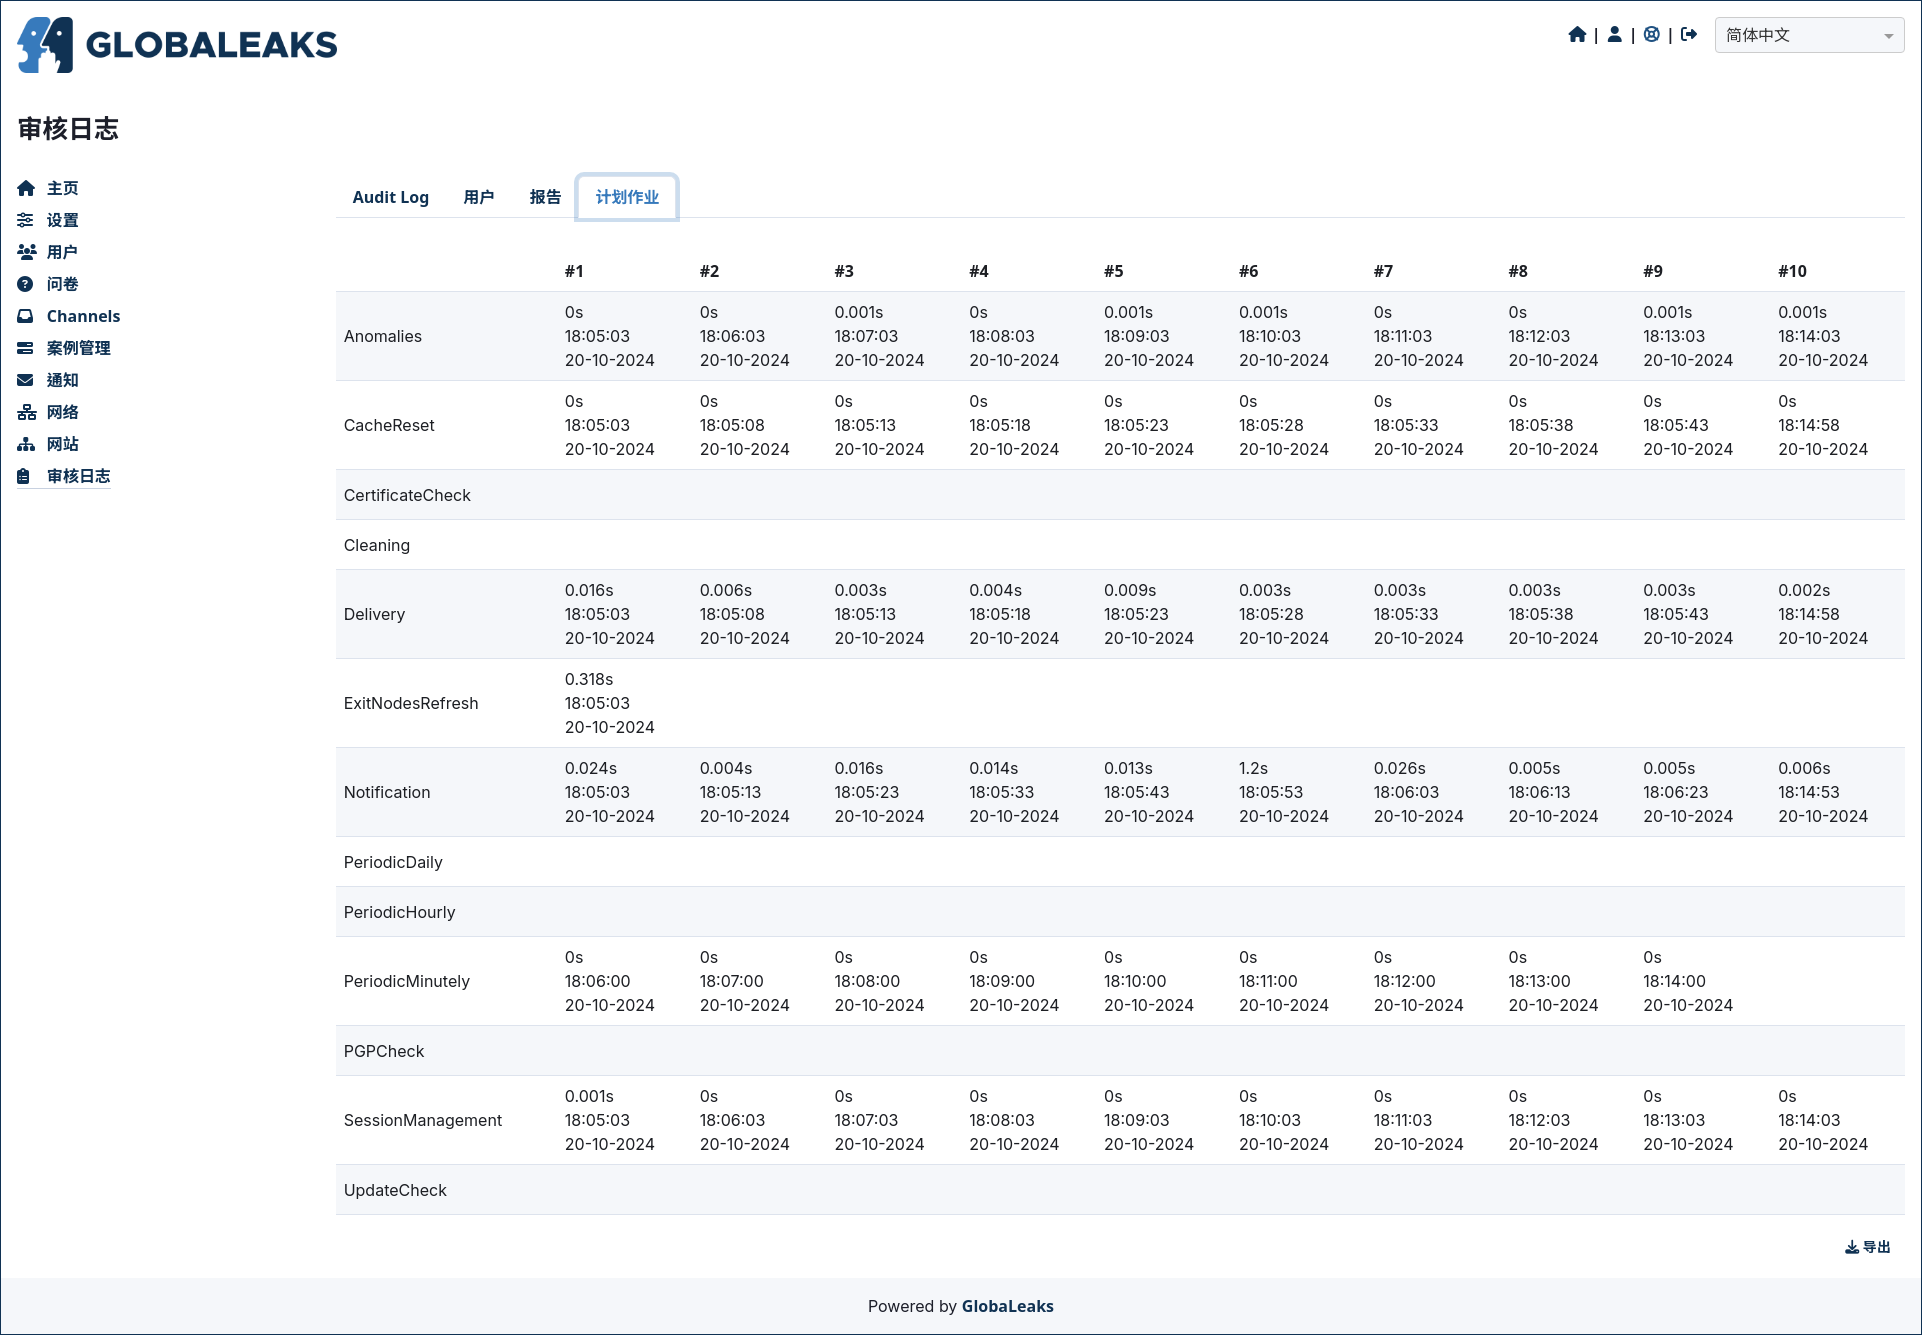 GLOBALEAKS
| | |
简体中文
审核日志
主页
设置
用户
问卷
Channels
案例管理
通知
网络
网站
审核日志
Audit Log 用户 报告 计划作业
#1 #2 #3 #4 #5 #6 #7 #8 #9 #10
Anomalies
0s 0s 0.001s 0s 0.001s 0.001s 0s 0s 0.001s 0.001s
18:05:03 18:06:03 18:07:03 18:08:03 18:09:03 18:10:03 18:11:03 18:12:03 18:13:03 18:14:03
20-10-2024 20-10-2024 20-10-2024 20-10-2024 20-10-2024 20-10-2024 20-10-2024 20-10-2024 20-10-2024 20-10-2024
CacheReset
0s 0s 0s 0s 0s 0s 0s 0s 0s 0s
18:05:03 18:05:08 18:05:13 18:05:18 18:05:23 18:05:28 18:05:33 18:05:38 18:05:43 18:14:58
20-10-2024 20-10-2024 20-10-2024 20-10-2024 20-10-2024 20-10-2024 20-10-2024 20-10-2024 20-10-2024 20-10-2024
CertificateCheck
Cleaning
Delivery
0.016s 0.006s 0.003s 0.004s 0.009s 0.003s 0.003s 0.003s 0.003s 0.002s
18:05:03 18:05:08 18:05:13 18:05:18 18:05:23 18:05:28 18:05:33 18:05:38 18:05:43 18:14:58
20-10-2024 20-10-2024 20-10-2024 20-10-2024 20-10-2024 20-10-2024 20-10-2024 20-10-2024 20-10-2024 20-10-2024
ExitNodesRefresh
0.318s
18:05:03
20-10-2024
Notification
0.024s 0.004s 0.016s 0.014s 0.013s 1.2s 0.026s 0.005s 0.005s 0.006s
18:05:03 18:05:13 18:05:23 18:05:33 18:05:43 18:05:53 18:06:03 18:06:13 18:06:23 18:14:53
20-10-2024 20-10-2024 20-10-2024 20-10-2024 20-10-2024 20-10-2024 20-10-2024 20-10-2024 20-10-2024 20-10-2024
PeriodicDaily
PeriodicHourly
PeriodicMinutely
0s 0s 0s 0s 0s 0s 0s 0s 0s
18:06:00 18:07:00 18:08:00 18:09:00 18:10:00 18:11:00 18:12:00 18:13:00 18:14:00
20-10-2024 20-10-2024 20-10-2024 20-10-2024 20-10-2024 20-10-2024 20-10-2024 20-10-2024 20-10-2024
PGPCheck
SessionManagement
0.001s 0s 0s 0s 0s 0s 0s 0s 0s 0s
18:05:03 18:06:03 18:07:03 18:08:03 18:09:03 18:10:03 18:11:03 18:12:03 18:13:03 18:14:03
20-10-2024 20-10-2024 20-10-2024 20-10-2024 20-10-2024 20-10-2024 20-10-2024 20-10-2024 20-10-2024 20-10-2024
UpdateCheck
导出
Powered by GlobaLeaks